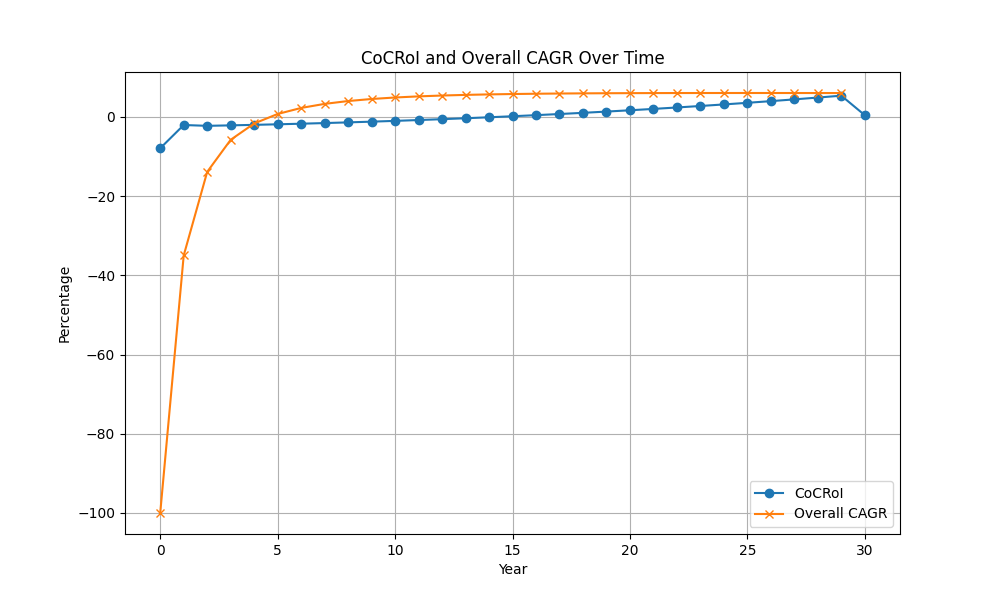 CoCRoI and Overall CAGR Over Time
Percentage
0
−20
−40
−60
−80
−100
0 5 10 15 20 25 30
Year
CoCRoI
Overall CAGR